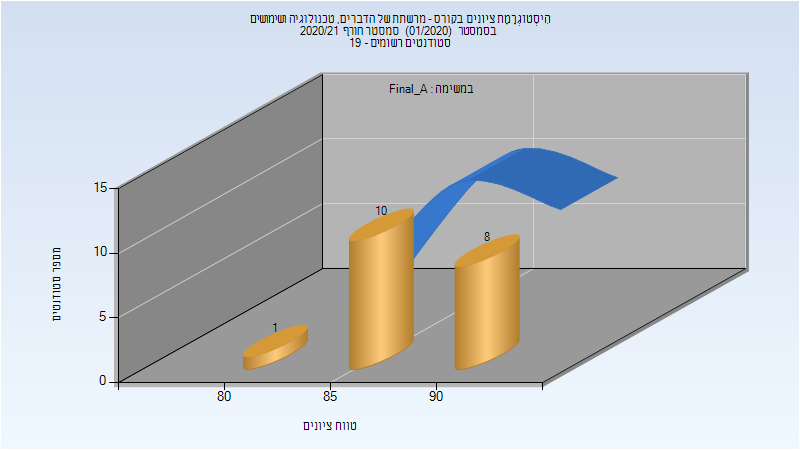 היסטוגרמת ציונים בקורס - מרשתת של הדברים, טכנולוגיה ושימושים
בסמסטר (01/2020) סמסטר חורף 2020/21
סטודנטים רשומים - 19
במשימה : Final_A
15
10
5
0
10
8
1
80
85
90
מספר סטודנטים
טווח ציונים